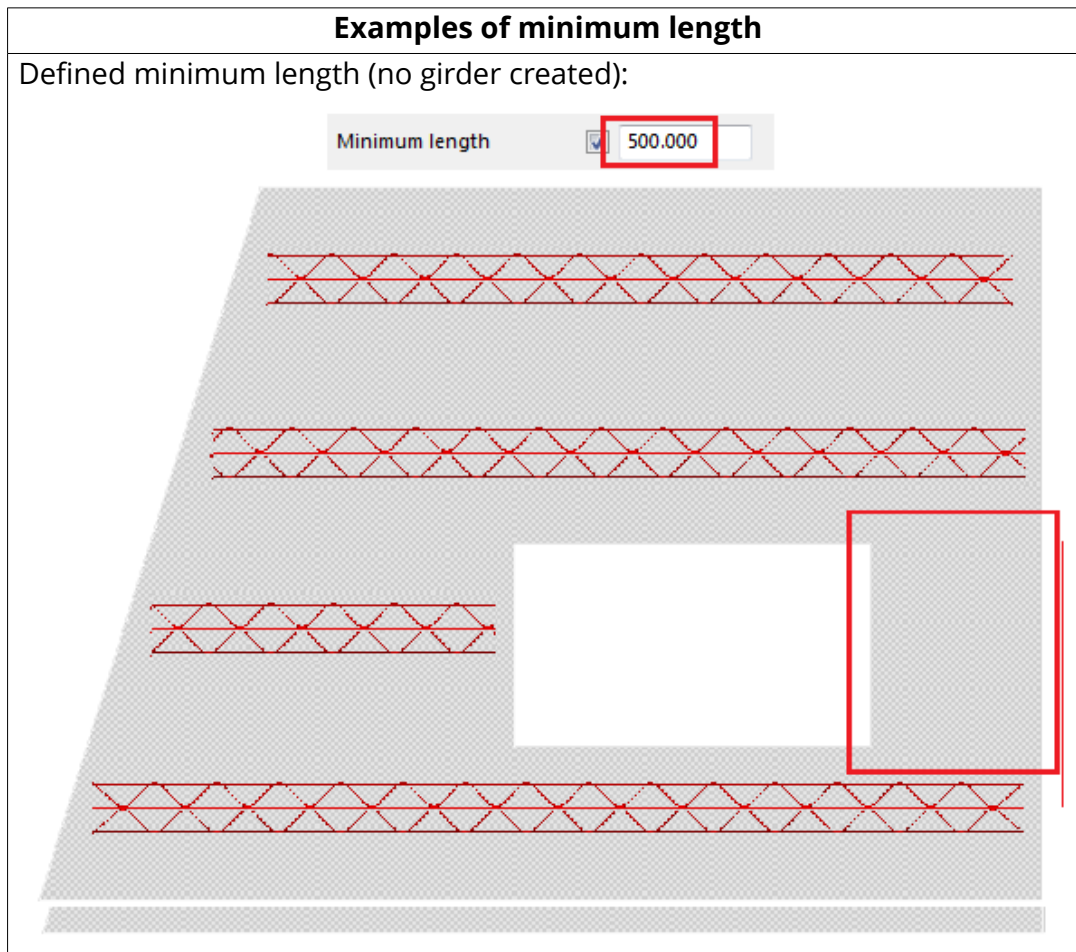 Examples of minimum length
Defined minimum length (no girder created):
Minimum length 500.000